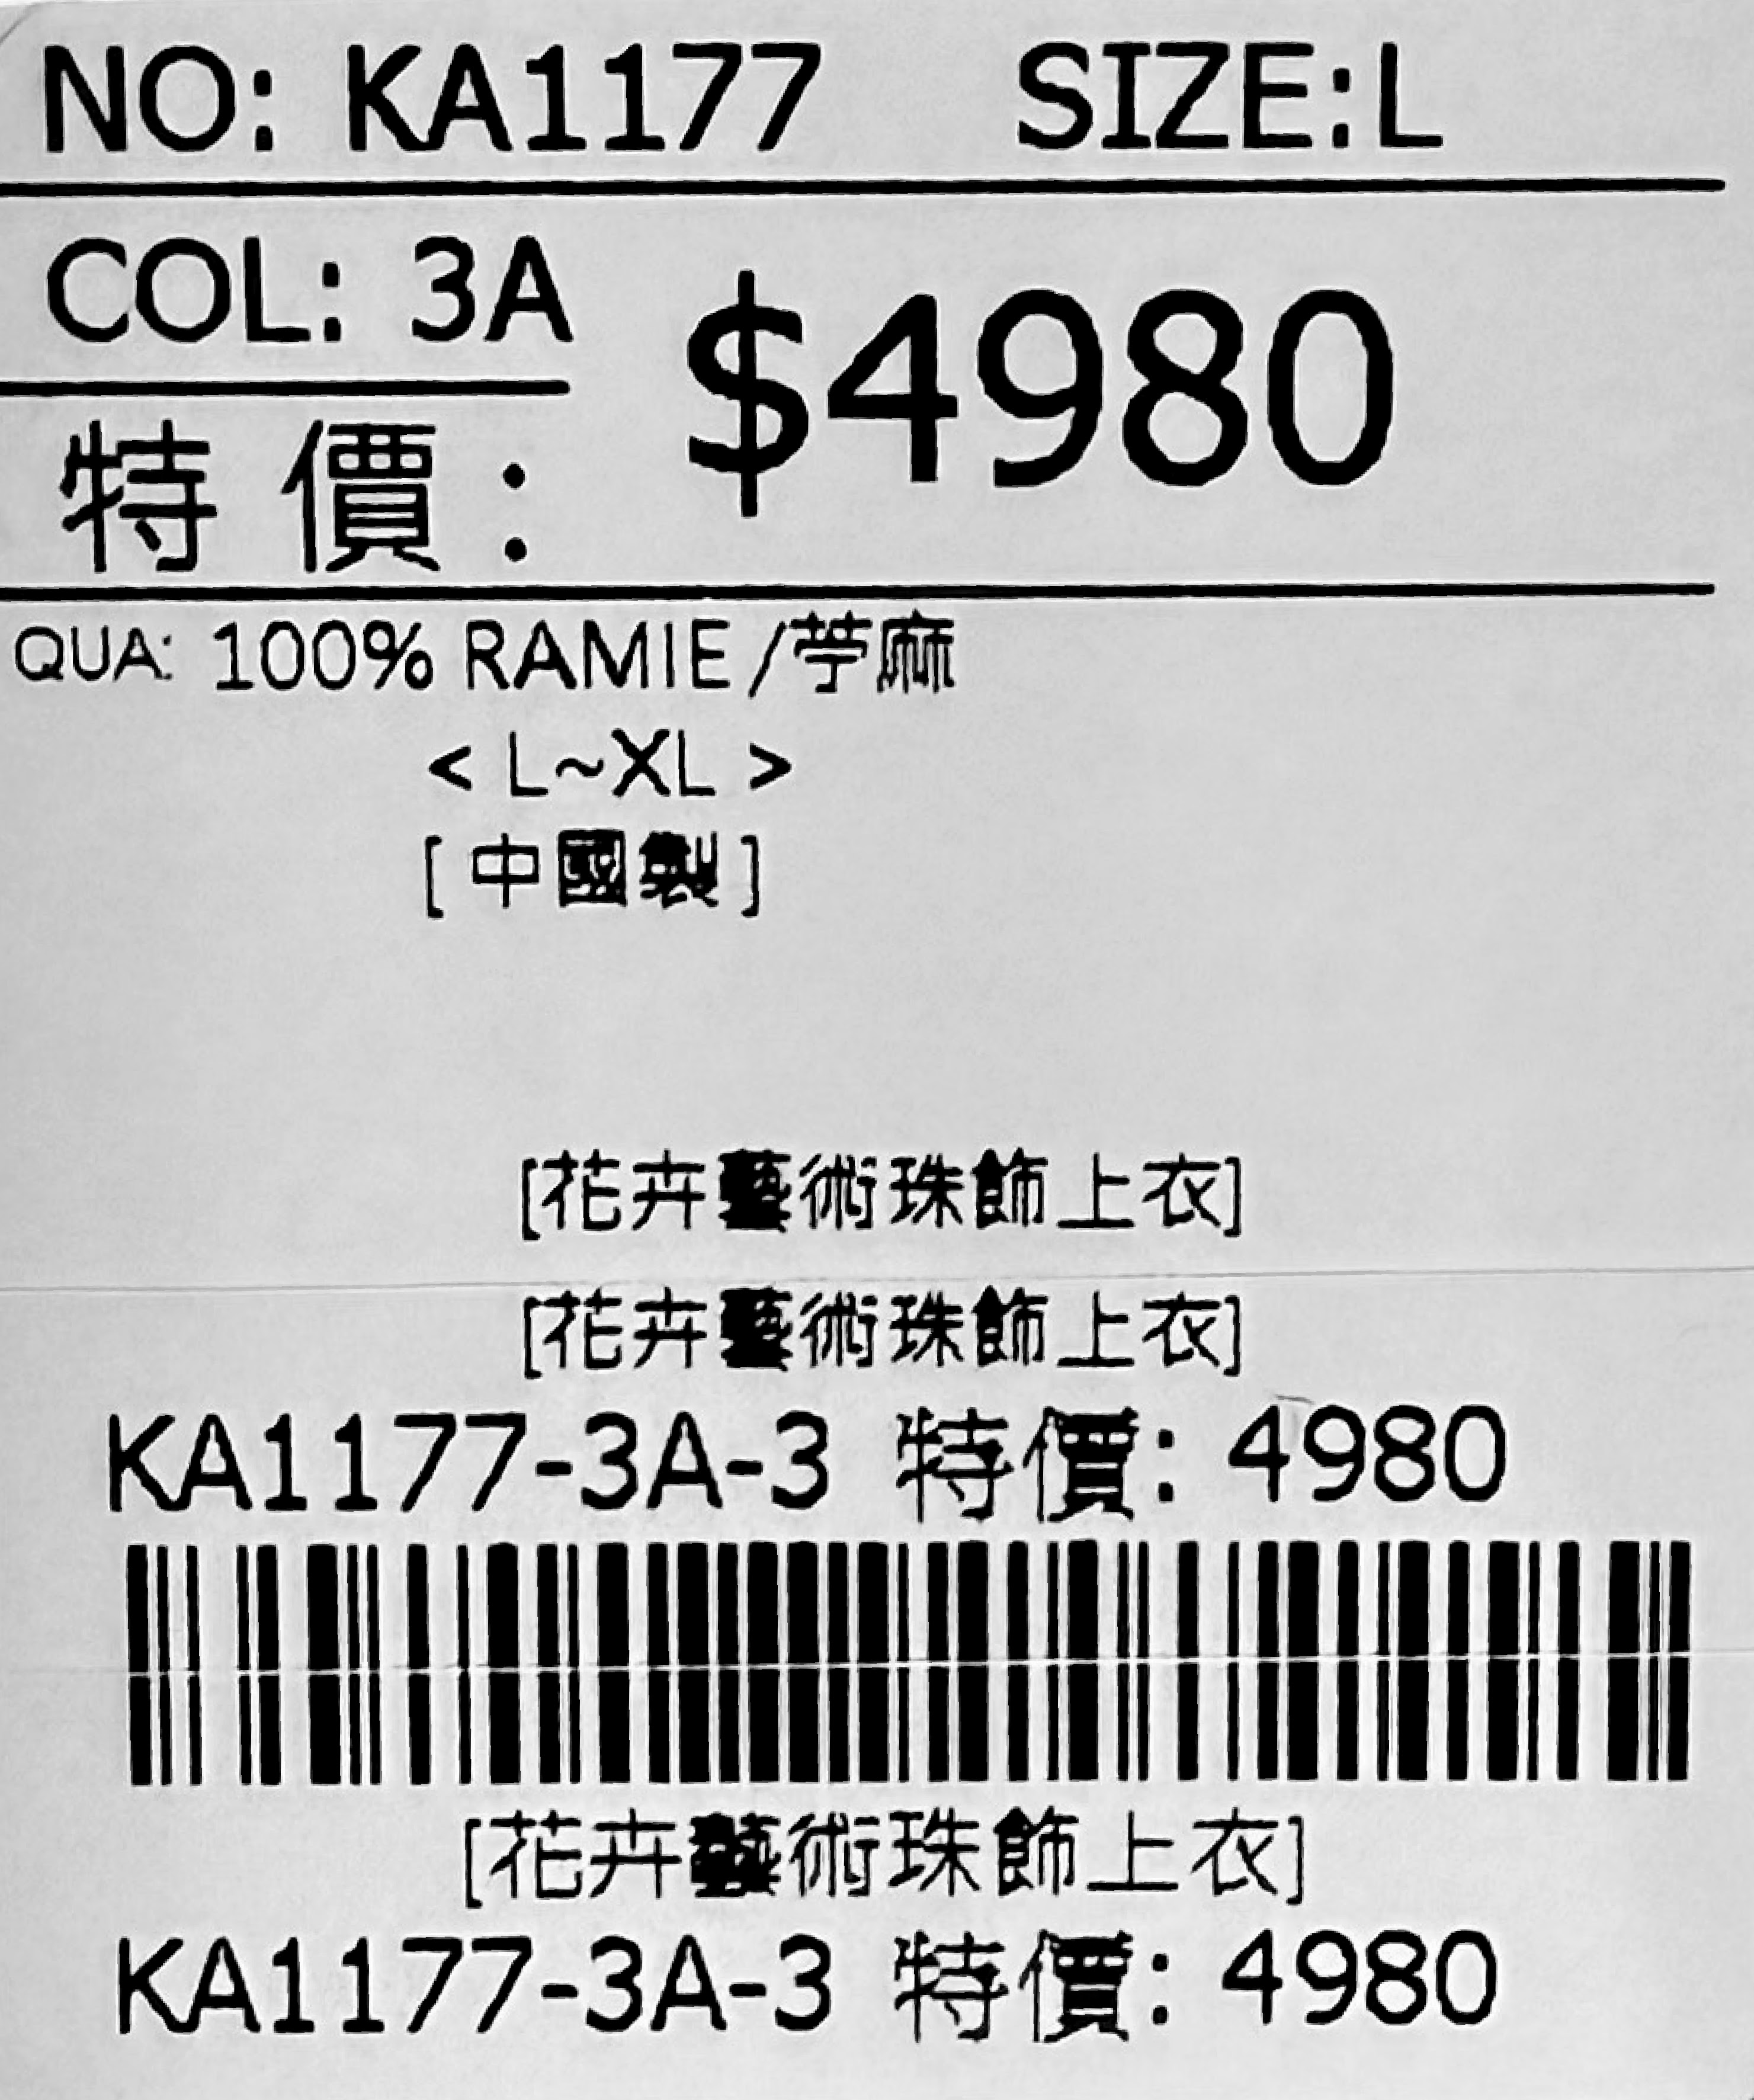 NO: KA1177 SIZE:L
COL: 3A
$4980
特價:
QUA: 100% RAMIE/苧麻
< L~XL >
[中國製]
[花卉藝術珠飾上衣]
[花卉藝術珠飾上衣]
KA1177-3A-3 特價: 4980
[花卉藝術珠飾上衣]
KA1177-3A-3 特價: 4980